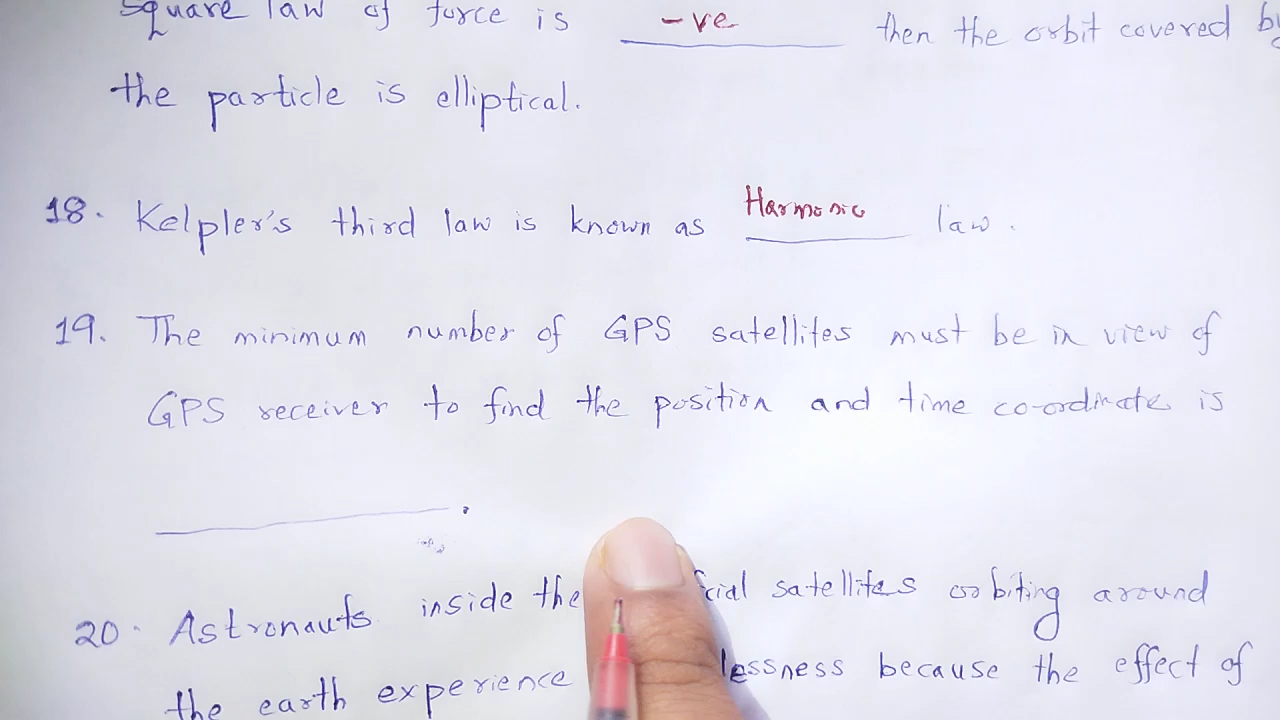 square law of force is -ve then the orbit covered by
the particle is elliptical.
18. Kelpler's third law is known as Harmonic law.
19. The minimum number of GPS satellites must be in view of
GPS receiver to find the position and time co-ordinate is
.
20. Astronauts inside the cial satellites orbiting around
the earth experience lessness because the effect of